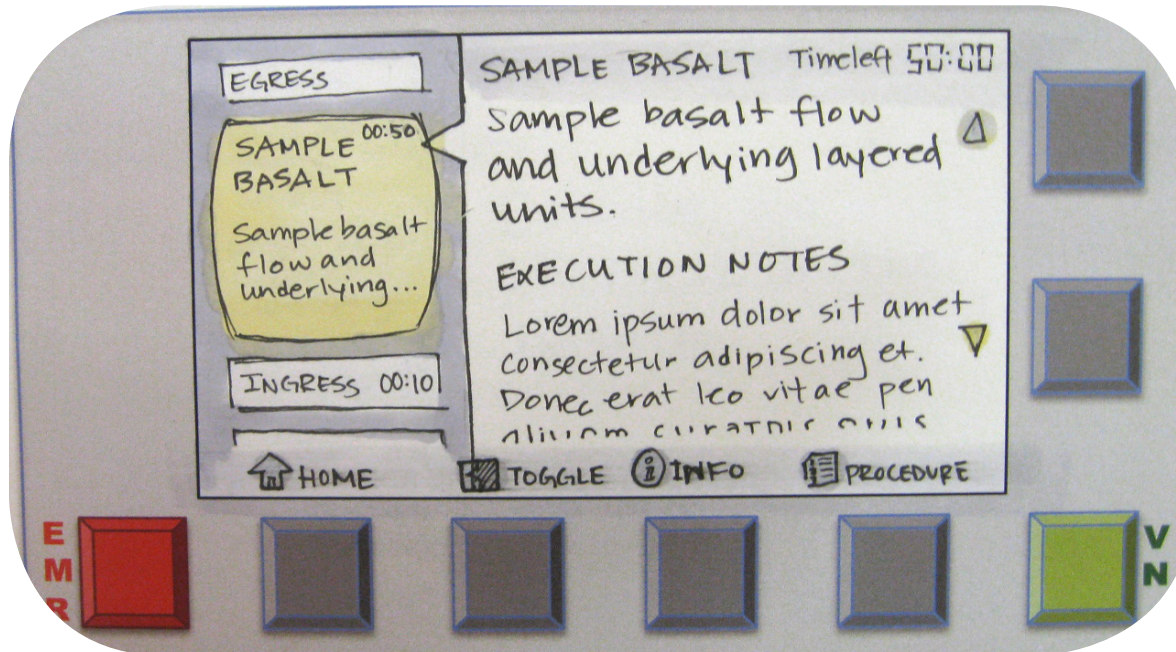 EGRESS
SAMPLE 00:50
BASALT
Sample basalt
flow and
underlying...
INGRESS 00:10
SAMPLE BASALT Timeleft 50:00
Sample basalt flow
and underlying layered
units.
EXECUTION NOTES
Lorem ipsum dolor sit amet
consectetur adipiscing et.
Donec erat leo vitae pen
HOME TOGGLE i INFO PROCEDURE
EMR
VN